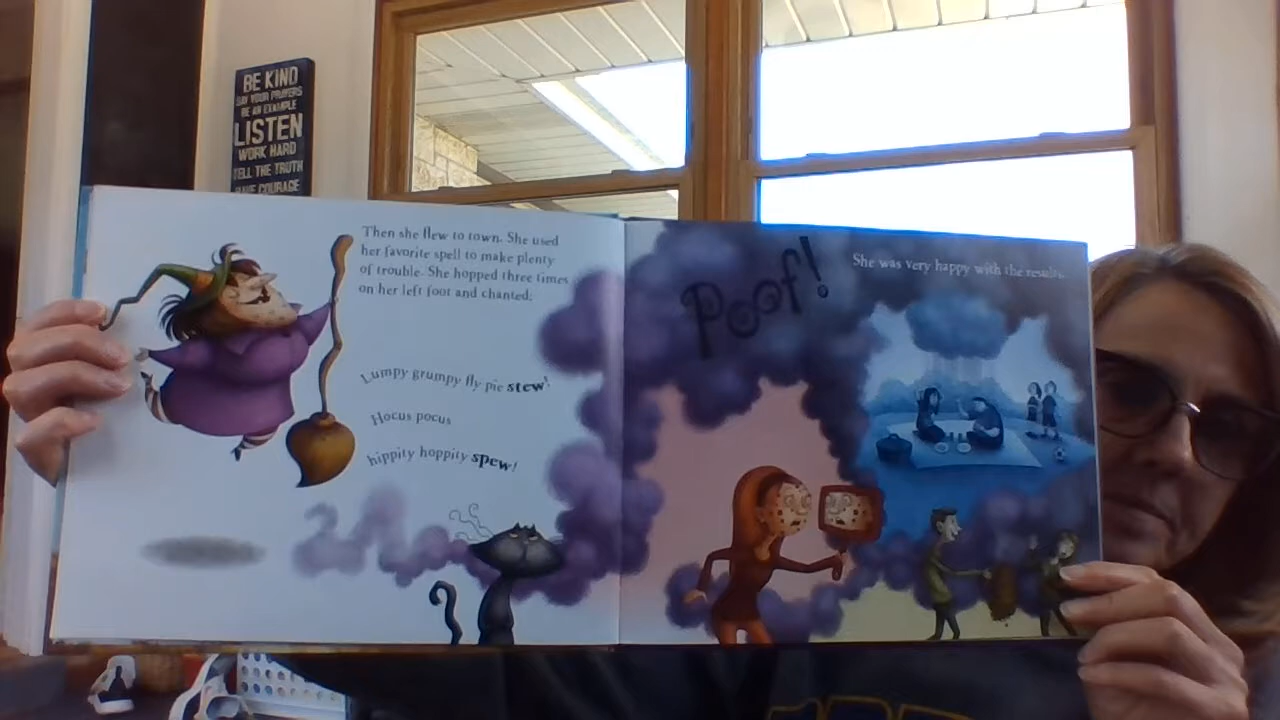 BE KIND
SAY YOUR PRAYERS
BE AN EXAMPLE
LISTEN
WORK HARD
TELL THE TRUTH
HAVE COURAGE
Then she flew to town. She used
her favorite spell to make plenty
of trouble. She hopped three times
on her left foot and chanted:
Lumpy grumpy fly pie stew!
Hocus pocus
hippity hoppity spew!
Poof!
She was very happy with the results.